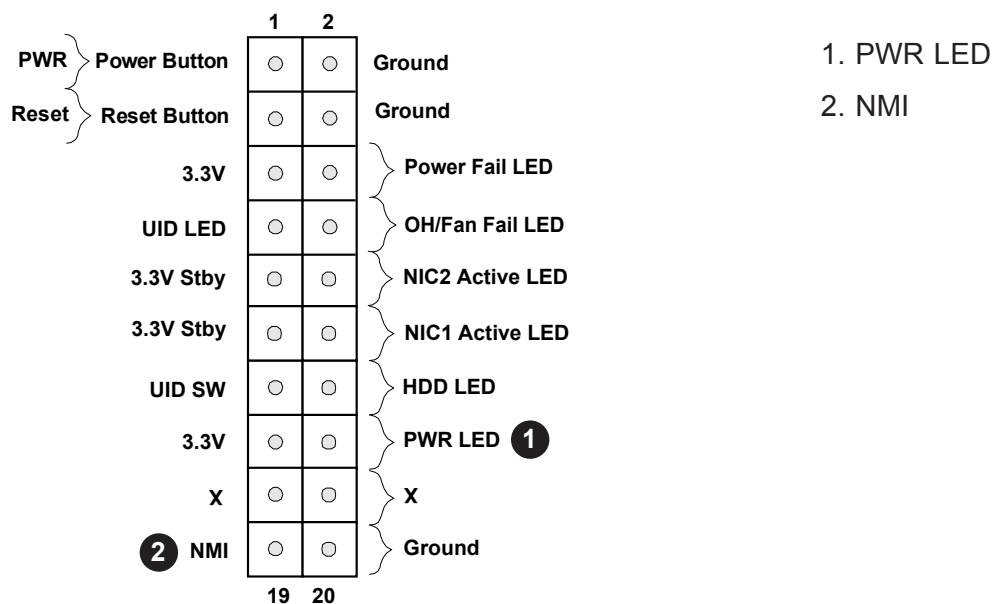 1 2
PWR Power Button Ground
Reset Reset Button Ground
3.3V Power Fail LED
UID LED OH/Fan Fail LED
3.3V Stby NIC2 Active LED
3.3V Stby NIC1 Active LED
UID SW HDD LED
3.3V PWR LED 1
X X
2 NMI Ground
19 20
1. PWR LED
2. NMI